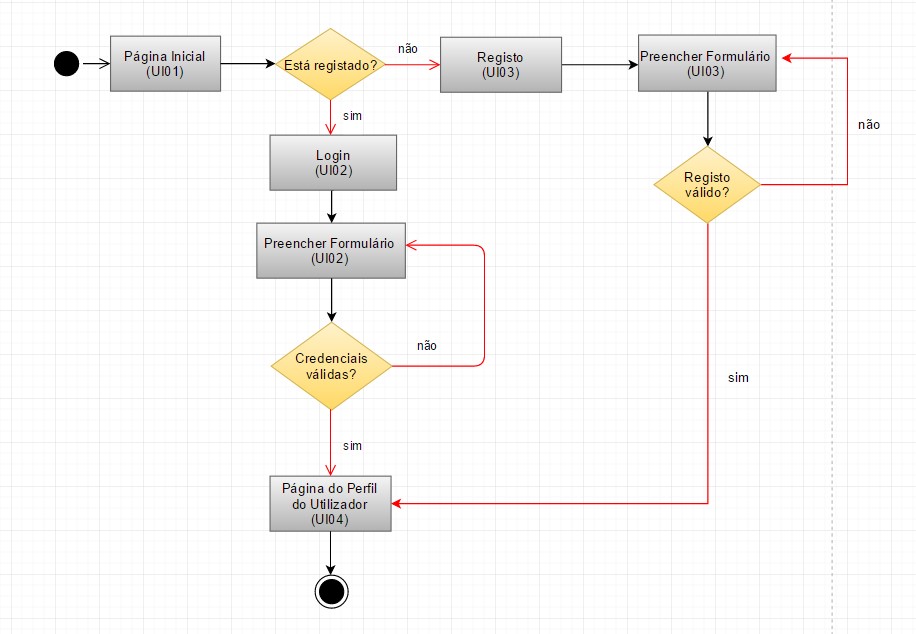 Página Inicial
(UI01)
Está registado?
não
Registo
(UI03)
Preencher Formulário
(UI03)
não
sim
Login
(UI02)
Registo
válido?
Preencher Formulário
(UI02)
não
Credenciais
válidas?
sim
sim
Página do Perfil
do Utilizador
(UI04)